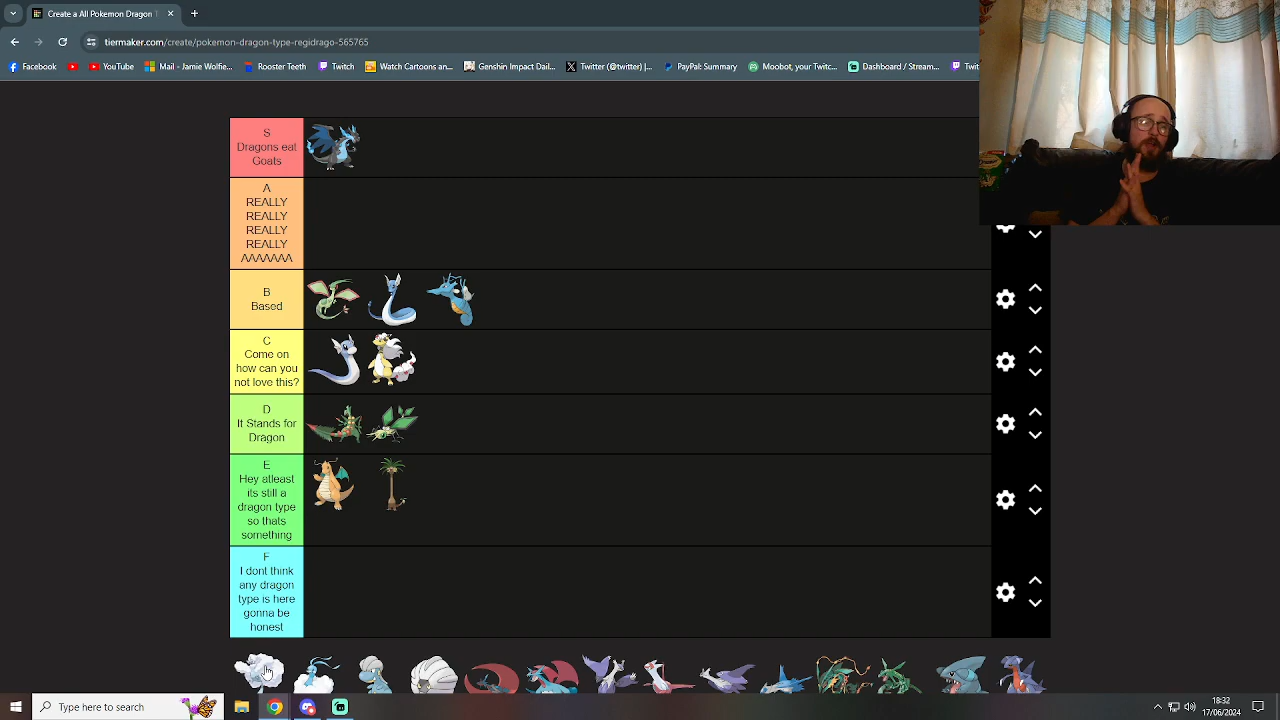 Create a All Pokemon Dragon T
tiermaker.com/create/pokemon-dragon-type-regidrago-565765
Facebook
YouTube
Mail - Jamie Wolfie...
Rooster Teeth
Twitch
Watch Cartoons an...
Genshin Impact Dail...
Twitter (@twitter) |...
PayPal Summary
Modify your Twitc...
Dashboard / Stream...
Twit
S
Dragons eat
Goats
A
REALLY
REALLY
REALLY
REALLY
AAAAAAA
B
Based
C
Come on
how can you
not love this?
D
It Stands for
Dragon
E
Hey atleast
its still a
dragon type
so thats
something
F
I dont think
any dragon
type is here
gonna be
honest
Type here to search
18:32
17/06/2024